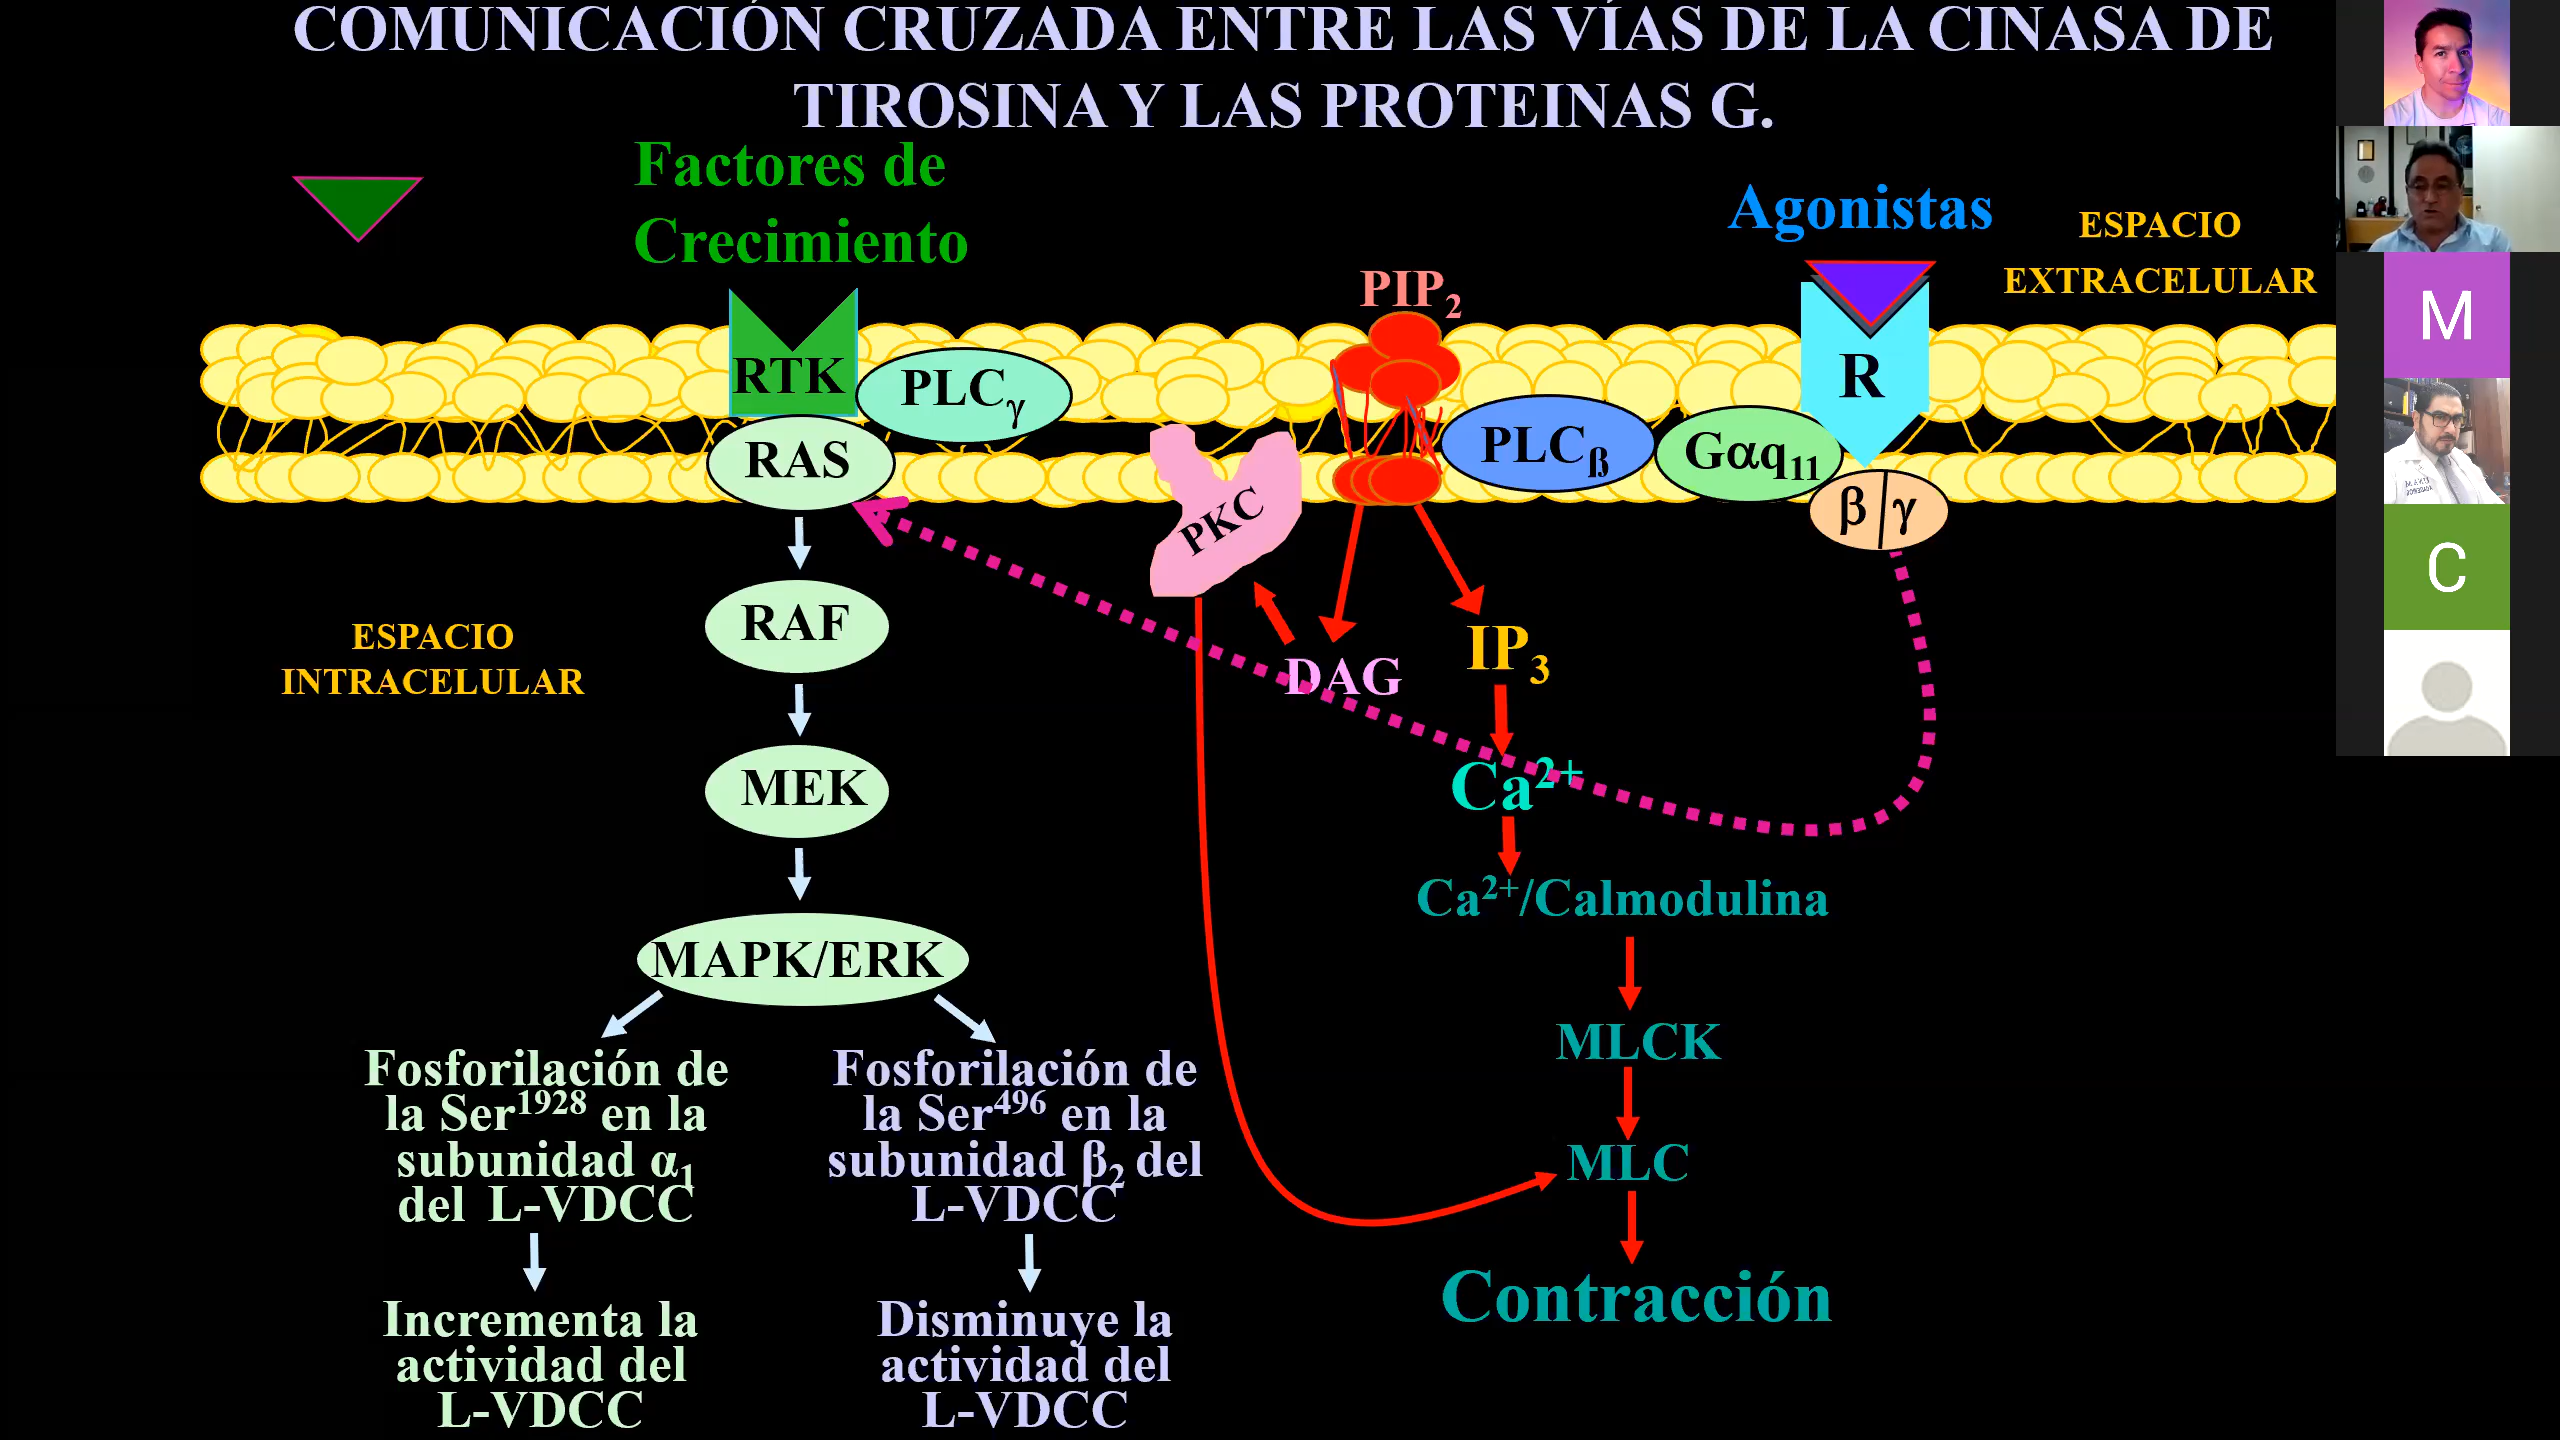 COMUNICACIÓN CRUZADA ENTRE LAS VÍAS DE LA CINASA DE
TIROSINA Y LAS PROTEINAS G.
Factores de
Crecimiento
Agonistas
ESPACIO
EXTRACELULAR
PIP₂
RTK
PLCᵧ
R
RAS
PLCᵦ
Gαq₁₁
β
γ
PKC
RAF
ESPACIO
INTRACELULAR
DAG
IP₃
MEK
Ca²⁺
Ca²⁺/Calmodulina
MAPK/ERK
MLCK
MLC
Contracción
Fosforilación de
la Ser¹⁹²⁸ en la
subunidad α₁
del L-VDCC
Incrementa la
actividad del
L-VDCC
Fosforilación de
la Ser⁴⁹⁶ en la
subunidad β₂ del
L-VDCC
Disminuye la
actividad del
L-VDCC
M
C